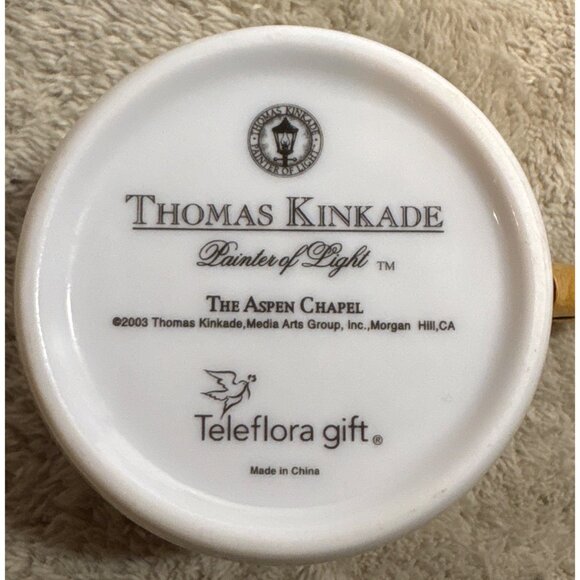 THOMAS KINKADE
PAINTER OF LIGHT
THOMAS KINKADE
Painter of Light ™
THE ASPEN CHAPEL
©2003 Thomas Kinkade,Media Arts Group, Inc.,Morgan Hill,CA
Teleflora gift®
Made in China